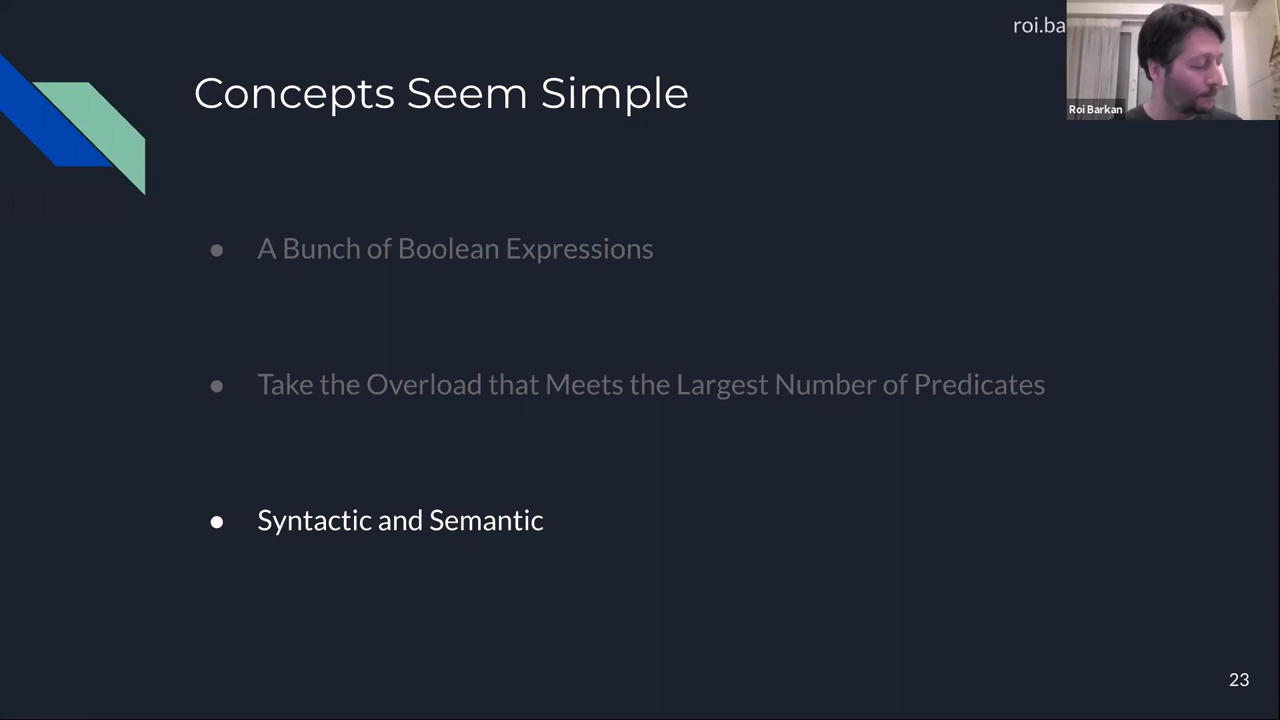 roi.ba
Roi Barkan
Concepts Seem Simple
● A Bunch of Boolean Expressions
● Take the Overload that Meets the Largest Number of Predicates
● Syntactic and Semantic
23